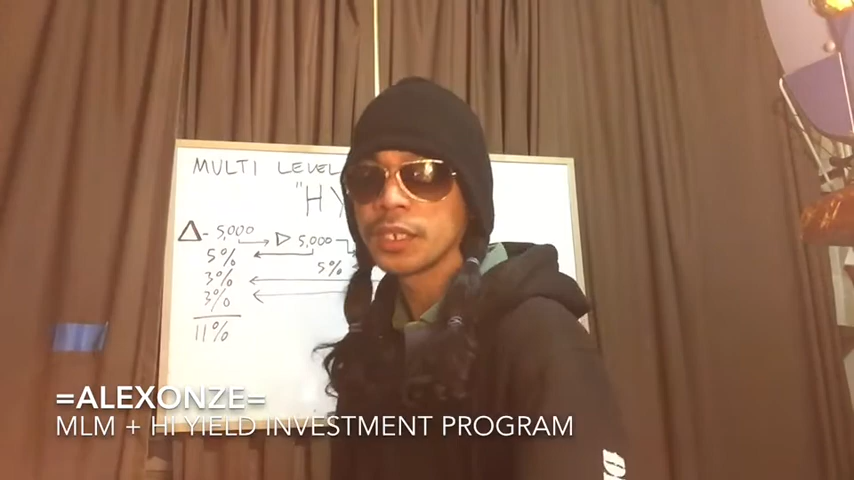 MULTI LEVEL
"HY
- 5,000
5,000
5%
5%
3%
3%
11%
=ALEXONZE=
MLM + HI YIELD INVESTMENT PROGRAM